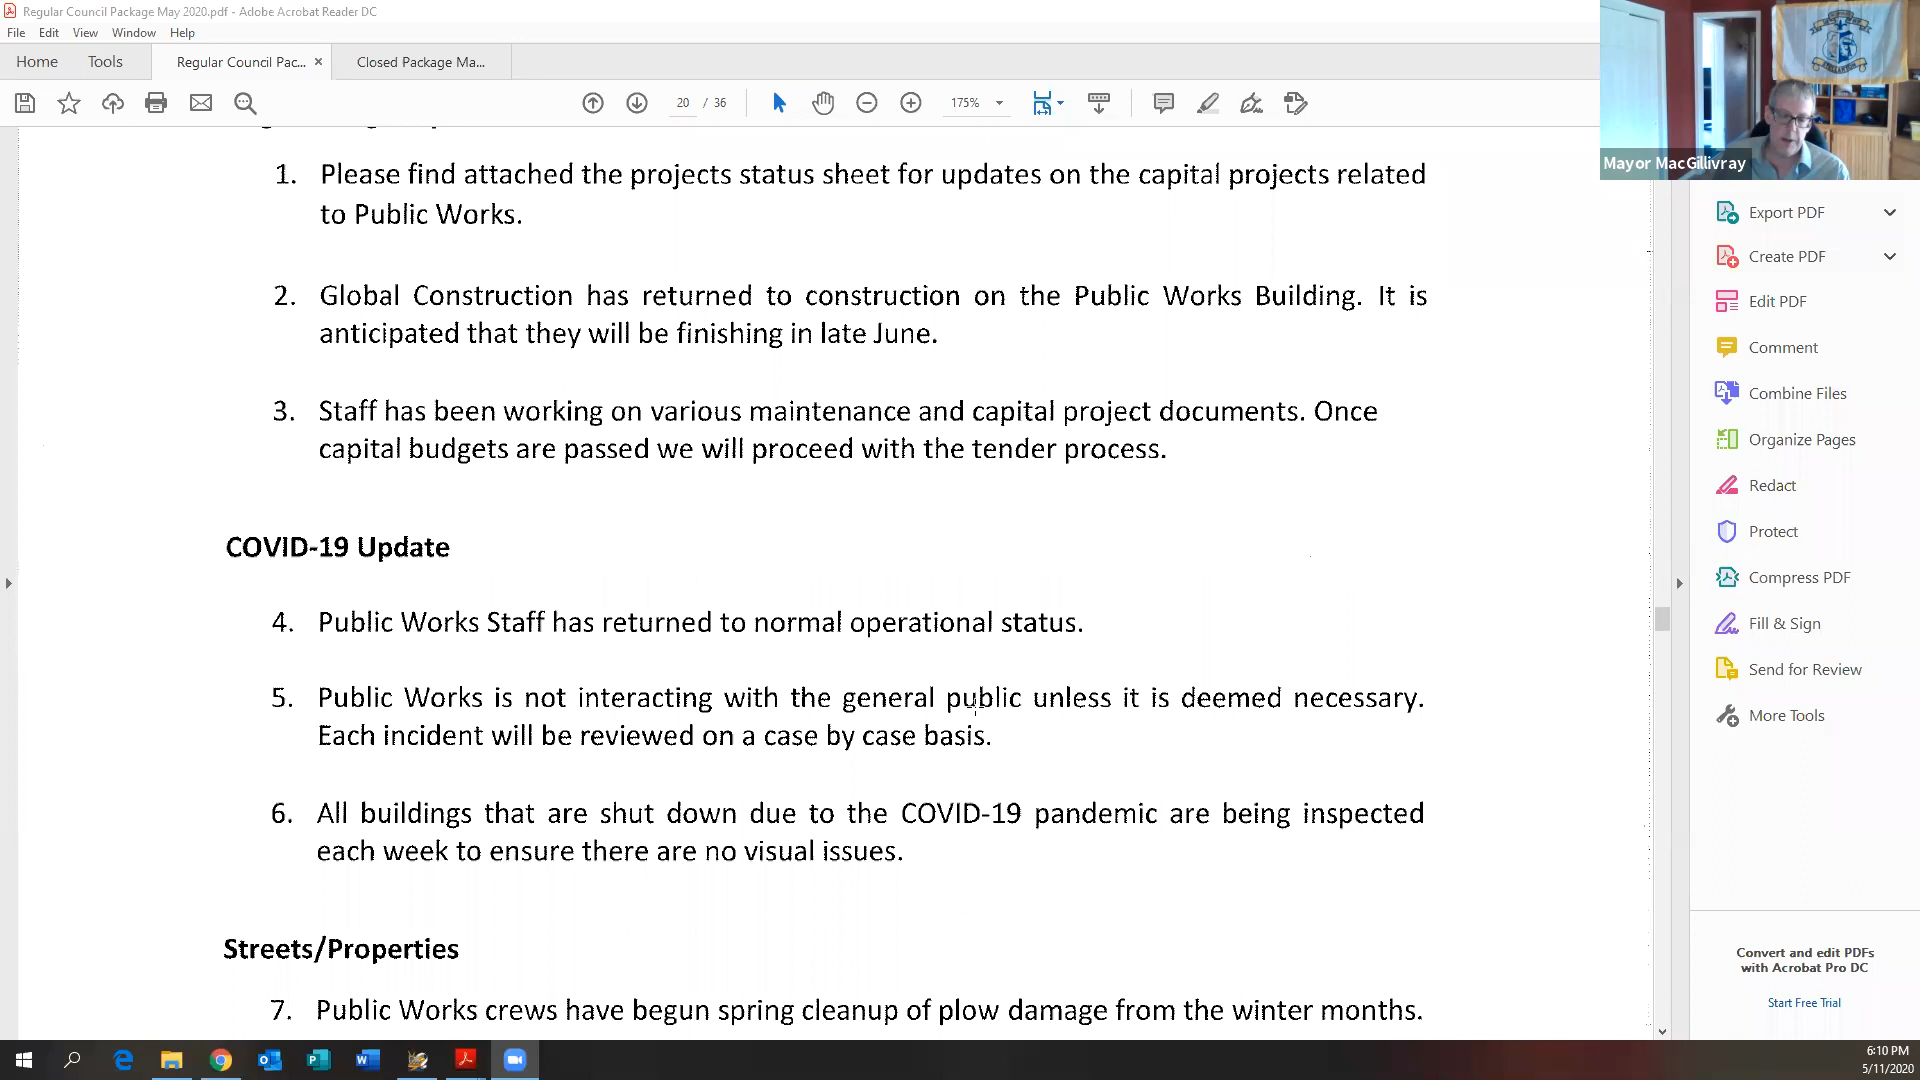 Regular Council Package May 2020.pdf - Adobe Acrobat Reader DC
File Edit View Window Help
Home Tools Regular Council Pac... × Closed Package Ma...
20 / 36 175%
Mayor MacGillivray
1. Please find attached the projects status sheet for updates on the capital projects related
to Public Works.
2. Global Construction has returned to construction on the Public Works Building. It is
anticipated that they will be finishing in late June.
3. Staff has been working on various maintenance and capital project documents. Once
capital budgets are passed we will proceed with the tender process.
COVID-19 Update
4. Public Works Staff has returned to normal operational status.
5. Public Works is not interacting with the general public unless it is deemed necessary.
Each incident will be reviewed on a case by case basis.
6. All buildings that are shut down due to the COVID-19 pandemic are being inspected
each week to ensure there are no visual issues.
Streets/Properties
7. Public Works crews have begun spring cleanup of plow damage from the winter months.
Export PDF
Create PDF
Edit PDF
Comment
Combine Files
Organize Pages
Redact
Protect
Compress PDF
Fill & Sign
Send for Review
More Tools
Convert and edit PDFs
with Acrobat Pro DC
Start Free Trial
6:10 PM
5/11/2020